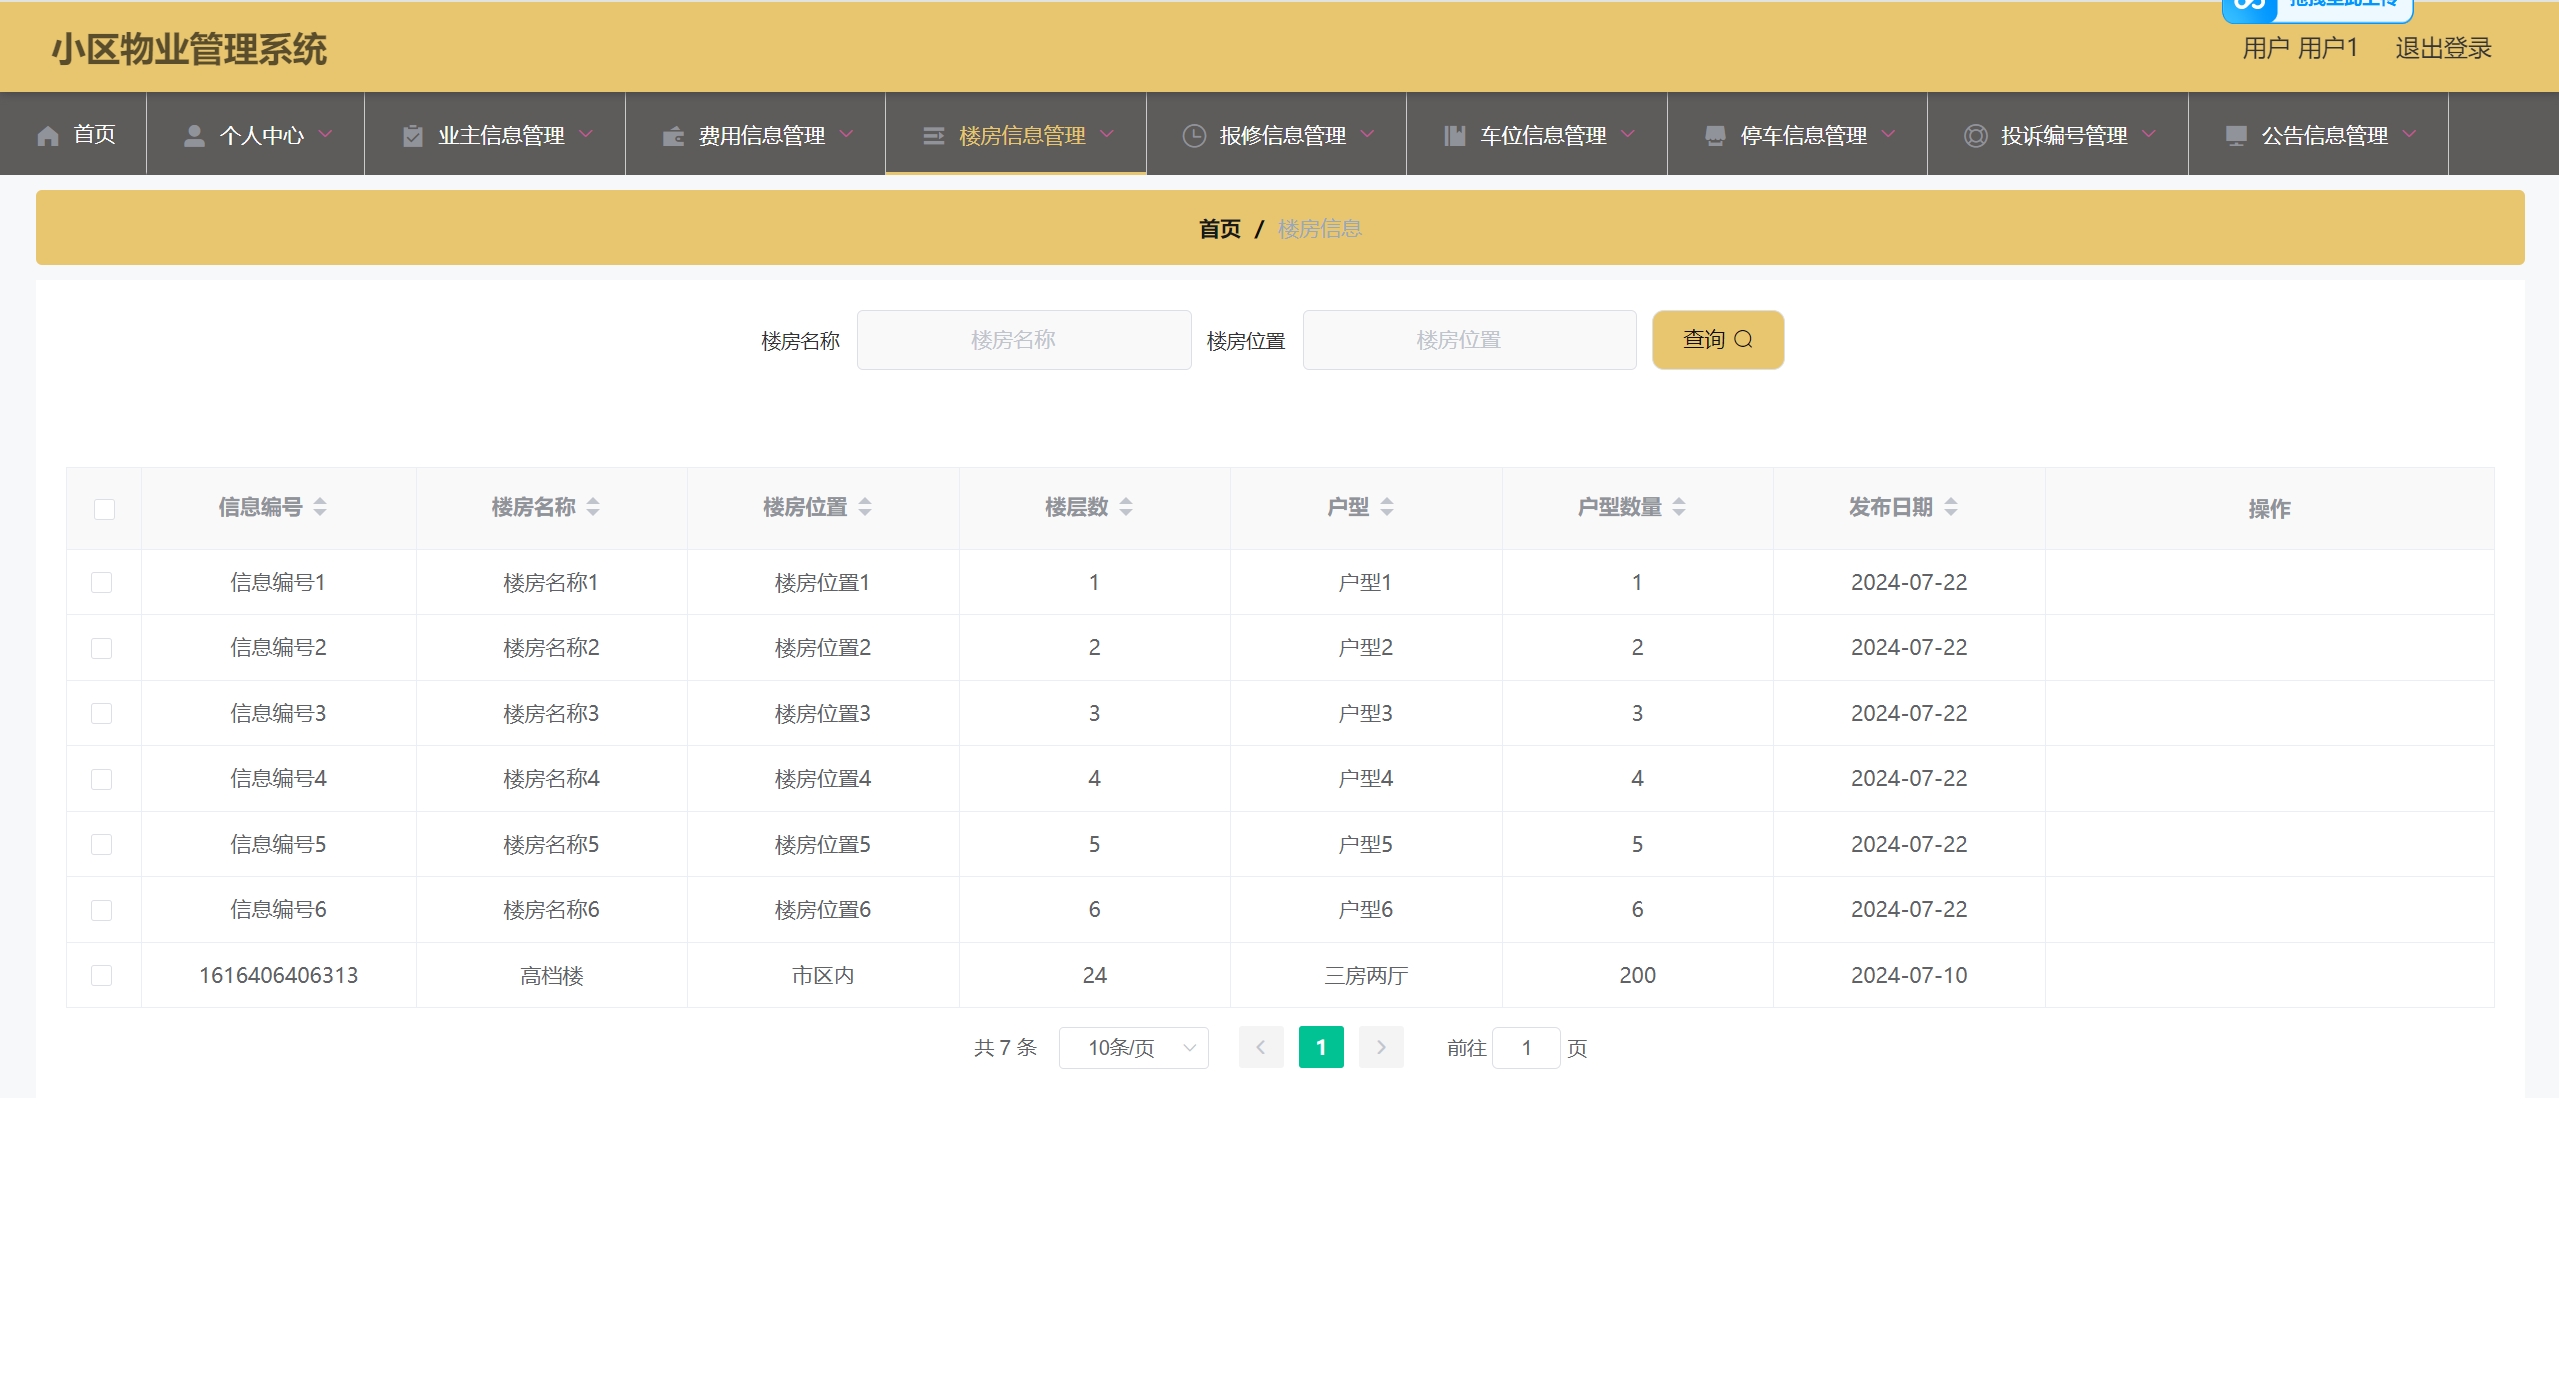 小区物业管理系统
用户 用户1 退出登录
首页 个人中心 业主信息管理 费用信息管理 楼房信息管理 报修信息管理 车位信息管理 停车信息管理 投诉编号管理 公告信息管理
首页 / 楼房信息
楼房名称 楼房名称 楼房位置 楼房位置 查询
信息编号 楼房名称 楼房位置 楼层数 户型 户型数量 发布日期 操作
信息编号1 楼房名称1 楼房位置1 1 户型1 1 2024-07-22
信息编号2 楼房名称2 楼房位置2 2 户型2 2 2024-07-22
信息编号3 楼房名称3 楼房位置3 3 户型3 3 2024-07-22
信息编号4 楼房名称4 楼房位置4 4 户型4 4 2024-07-22
信息编号5 楼房名称5 楼房位置5 5 户型5 5 2024-07-22
信息编号6 楼房名称6 楼房位置6 6 户型6 6 2024-07-22
1616406406313 高档楼 市区内 24 三房两厅 200 2024-07-10
共 7 条 10条/页 1 前往 1 页